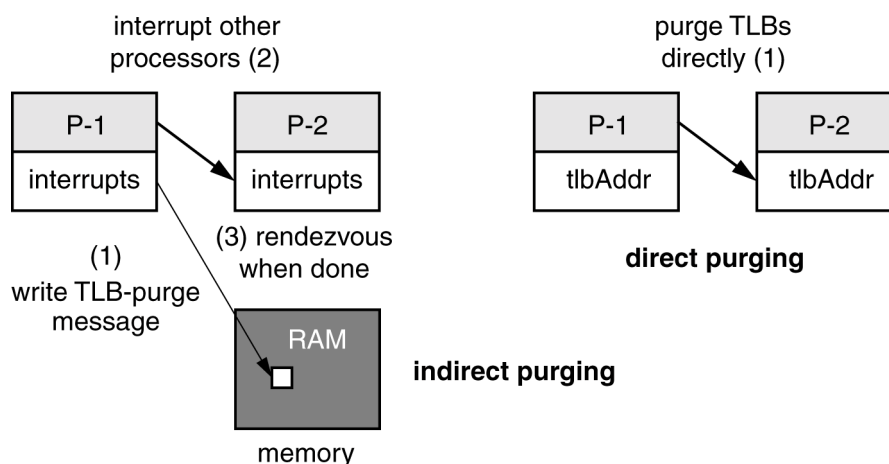 interrupt other
processors (2)
P-1
P-2
interrupts
interrupts
(1)
write TLB-purge
message
(3) rendezvous
when done
RAM
indirect purging
memory
purge TLBs
directly (1)
P-1
P-2
tlbAddr
tlbAddr
direct purging